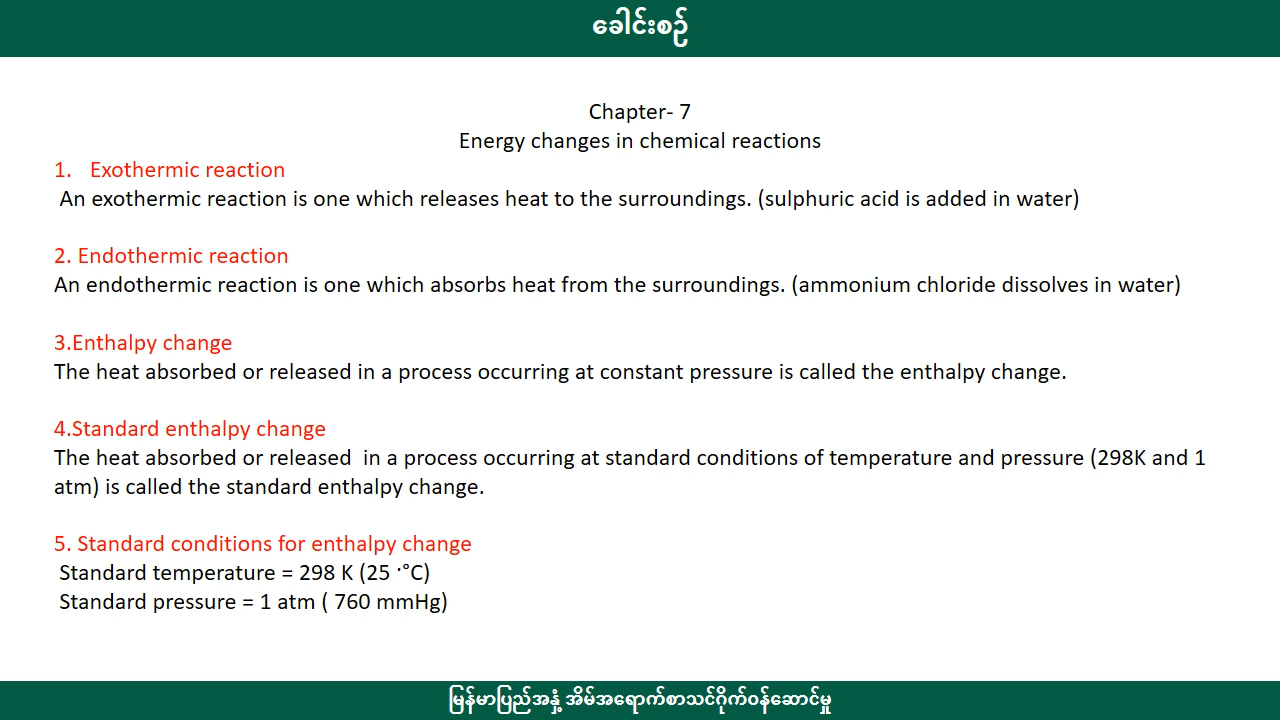 ခေါင်းစဉ်
Chapter- 7
Energy changes in chemical reactions
1. Exothermic reaction
An exothermic reaction is one which releases heat to the surroundings. (sulphuric acid is added in water)
2. Endothermic reaction
An endothermic reaction is one which absorbs heat from the surroundings. (ammonium chloride dissolves in water)
3.Enthalpy change
The heat absorbed or released in a process occurring at constant pressure is called the enthalpy change.
4.Standard enthalpy change
The heat absorbed or released  in a process occurring at standard conditions of temperature and pressure (298K and 1
atm) is called the standard enthalpy change.
5. Standard conditions for enthalpy change
Standard temperature = 298 K (25 ·°C)
Standard pressure = 1 atm ( 760 mmHg)
မြန်မာပြည်အနှံ့ အိမ်အရောက်စာသင်ဂိုက်ဝန်ဆောင်မှု